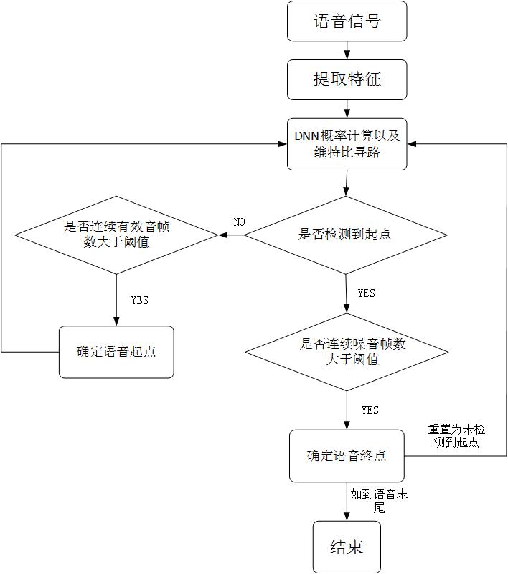 语音信号
提取特征
DNN概率计算以及
维特比寻路
是否连续有效音帧
数大于阈值
NO
是否检测到起点
YES
YES
确定语音起点
是否连续噪音帧数
大于阈值
YES
确定语音终点
重置为未检
测到起点
如到语音末
尾
结束